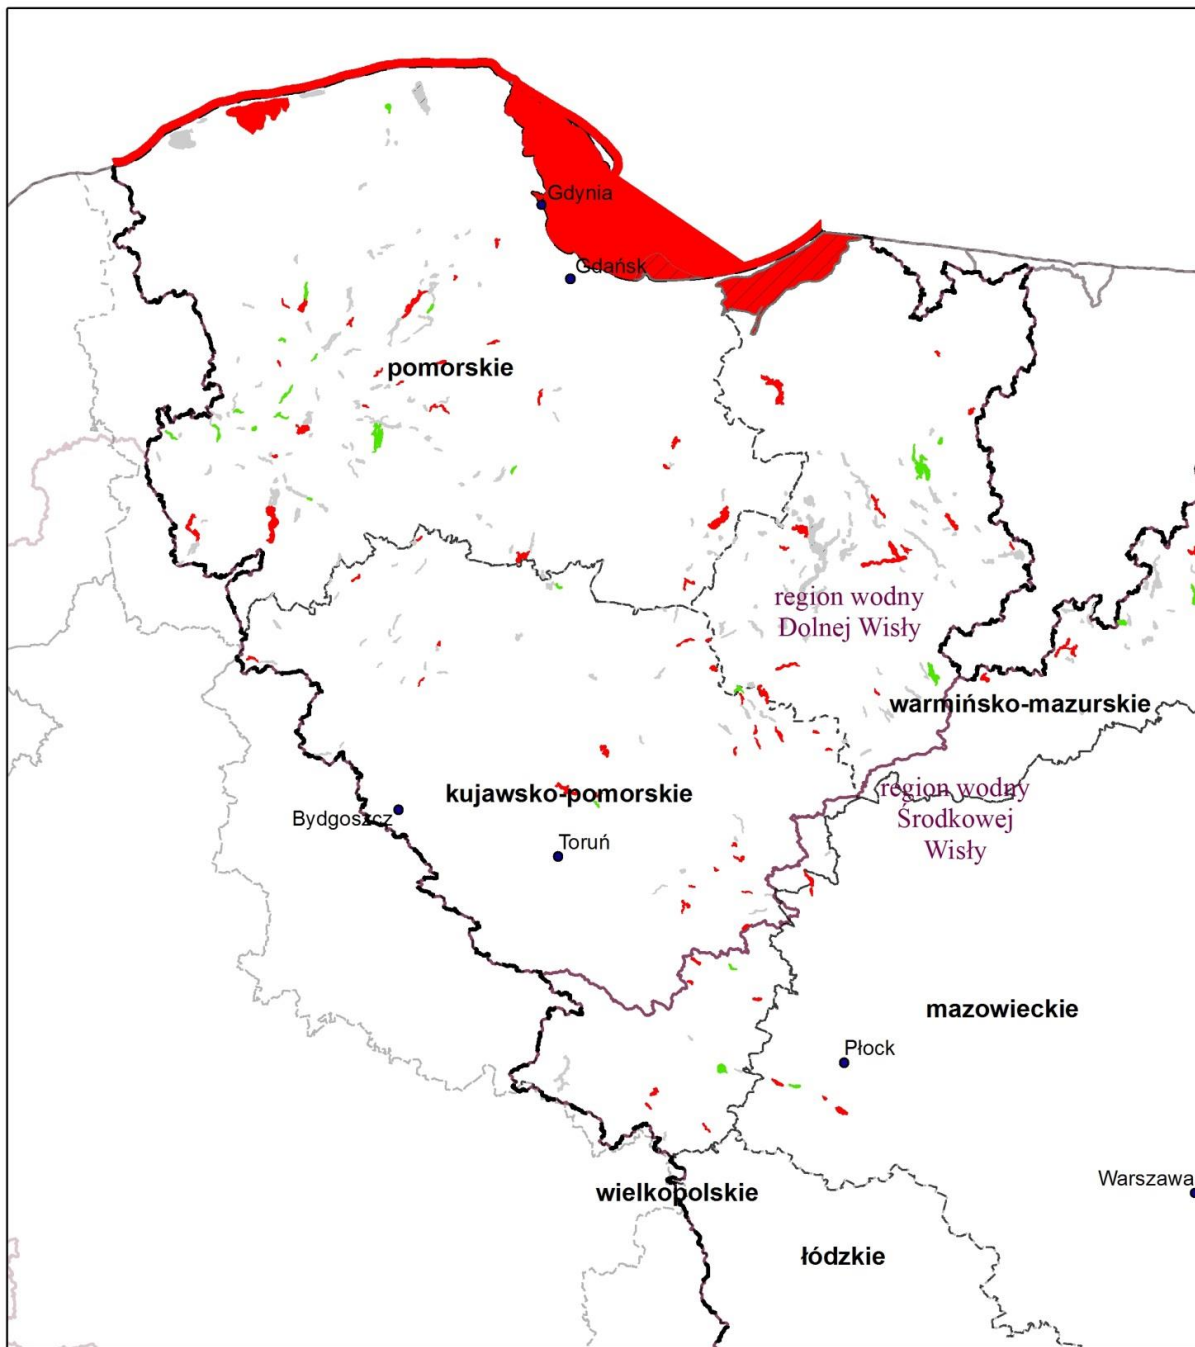 Gdynia
Gdańsk
pomorskie
region wodny
Dolnej Wisły
warmińsko-mazurskie
region wodny
Środkowej
Wisły
kujawsko-pomorskie
Bydgoszcz
Toruń
mazowieckie
Płock
Warszawa
wielkopolskie
łódzkie